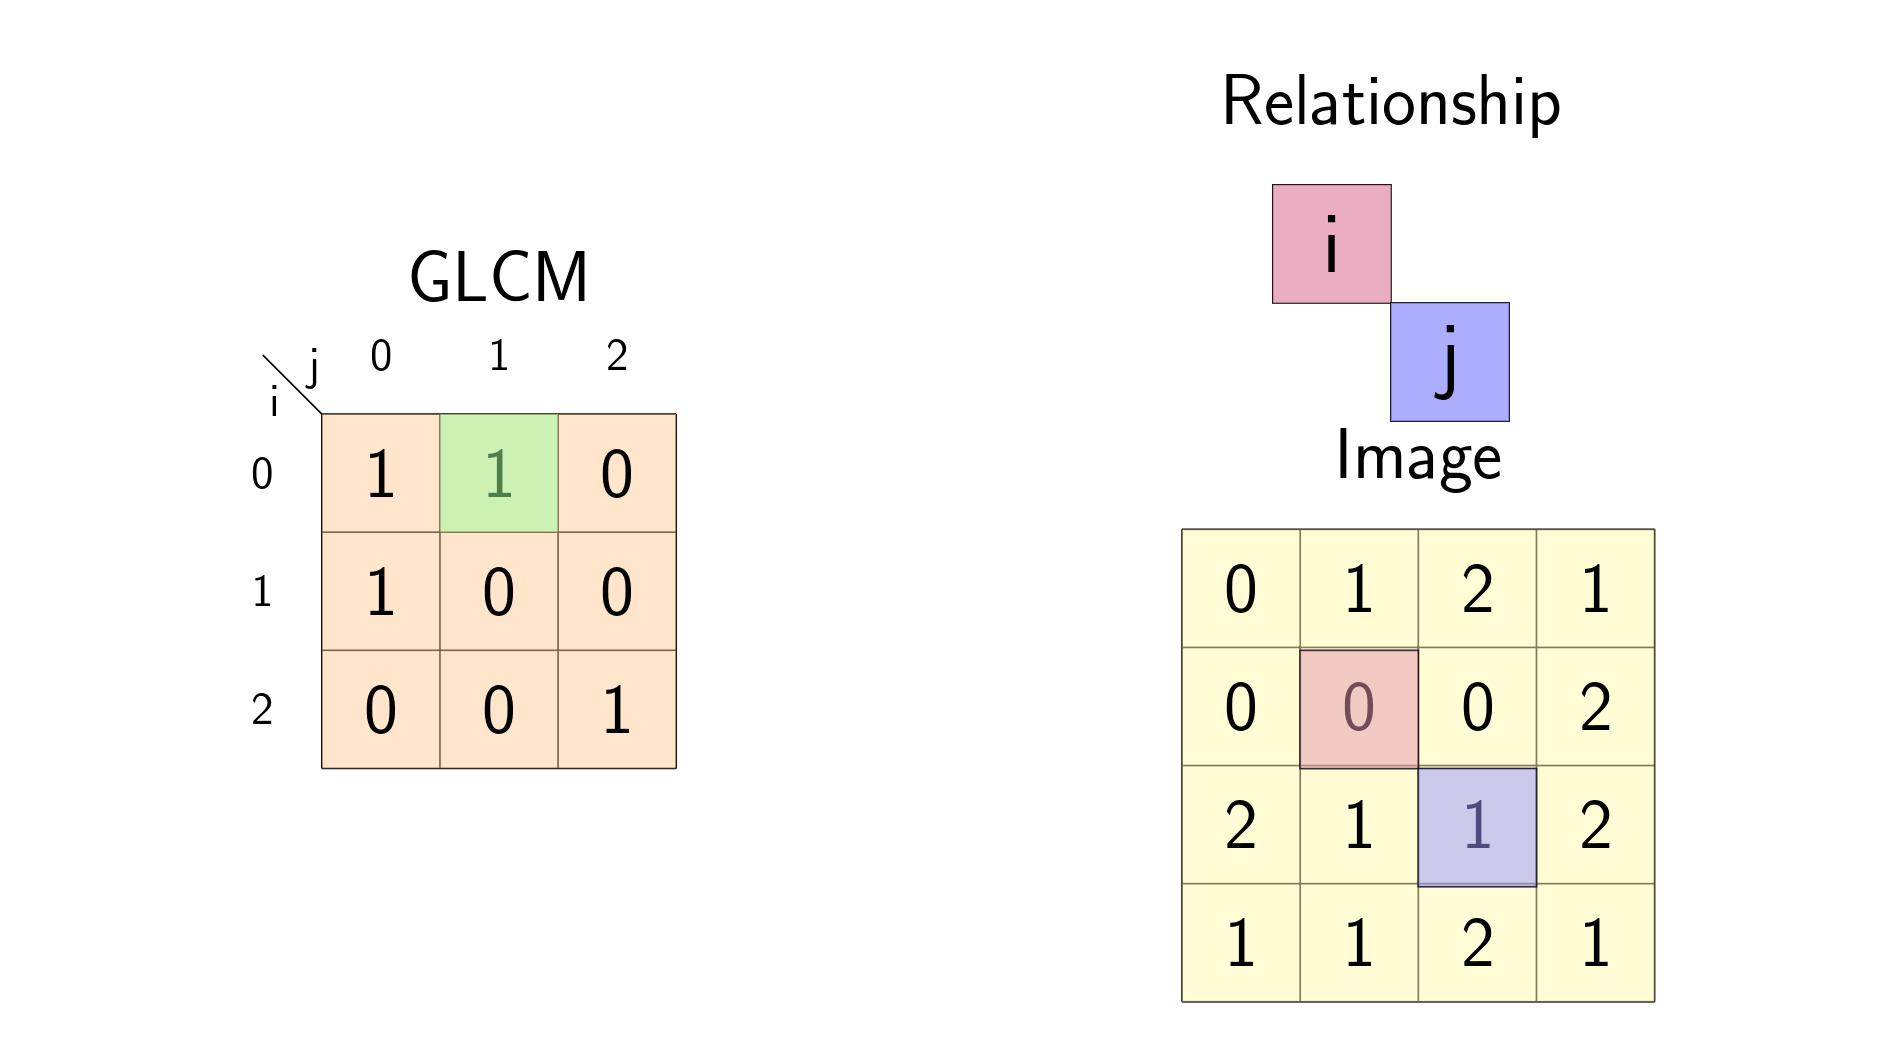 GLCM
j 0 1 2
i
0 1 1 0
1 1 0 0
2 0 0 1
Relationship
i
j
Image
0 1 2 1
0 0 0 2
2 1 1 2
1 1 2 1